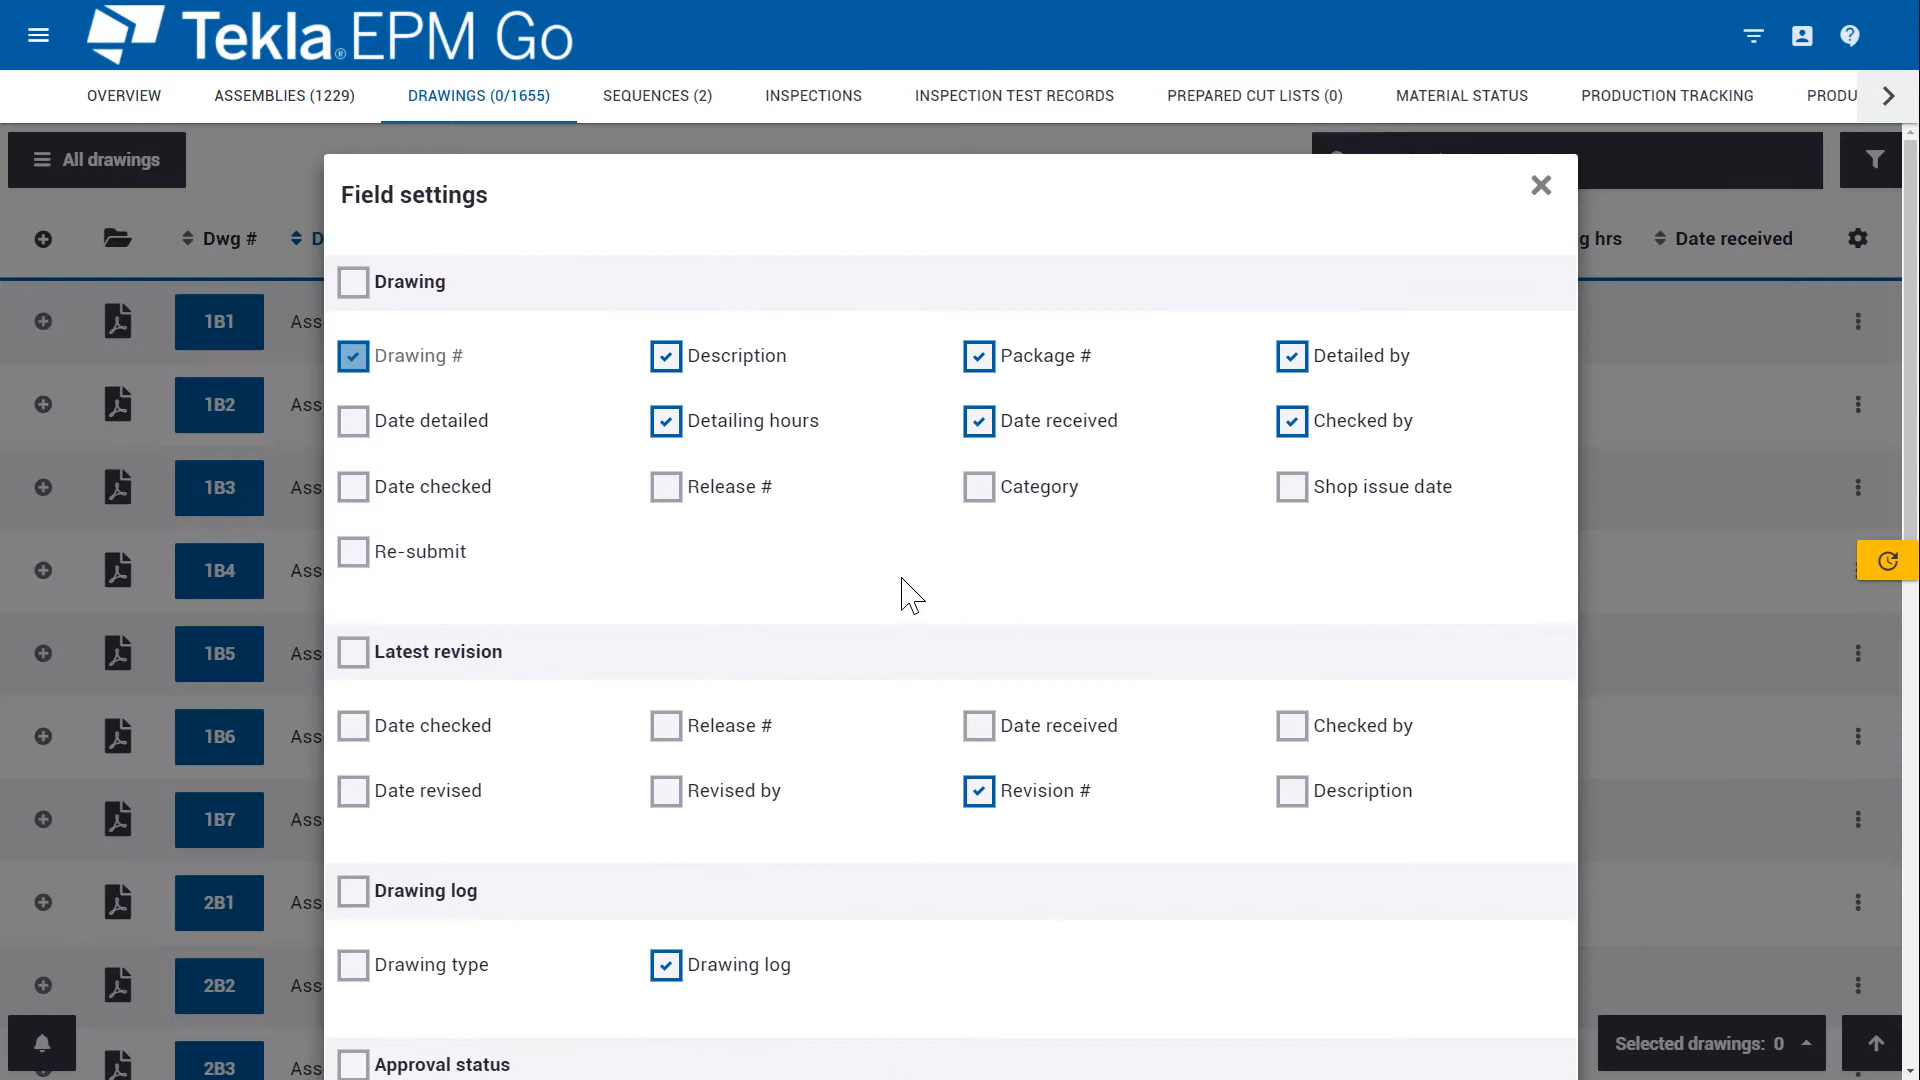 Tekla® EPM Go
OVERVIEW ASSEMBLIES (1229) DRAWINGS (0/1655) SEQUENCES (2) INSPECTIONS INSPECTION TEST RECORDS PREPARED CUT LISTS (0) MATERIAL STATUS PRODUCTION TRACKING PRODU
All drawings
Field settings
Dwg # D g hrs Date received
Drawing
1B1 Ass
Drawing # Description Package # Detailed by
1B2 Ass
Date detailed Detailing hours Date received Checked by
1B3 Ass
Date checked Release # Category Shop issue date
1B4 Ass
Re-submit
1B5 Ass
Latest revision
1B6 Ass
Date checked Release # Date received Checked by
Date revised Revised by Revision # Description
1B7 Ass
Drawing log
2B1 Ass
Drawing type Drawing log
2B2 Ass
Selected drawings: 0
Approval status
2B3 Ass